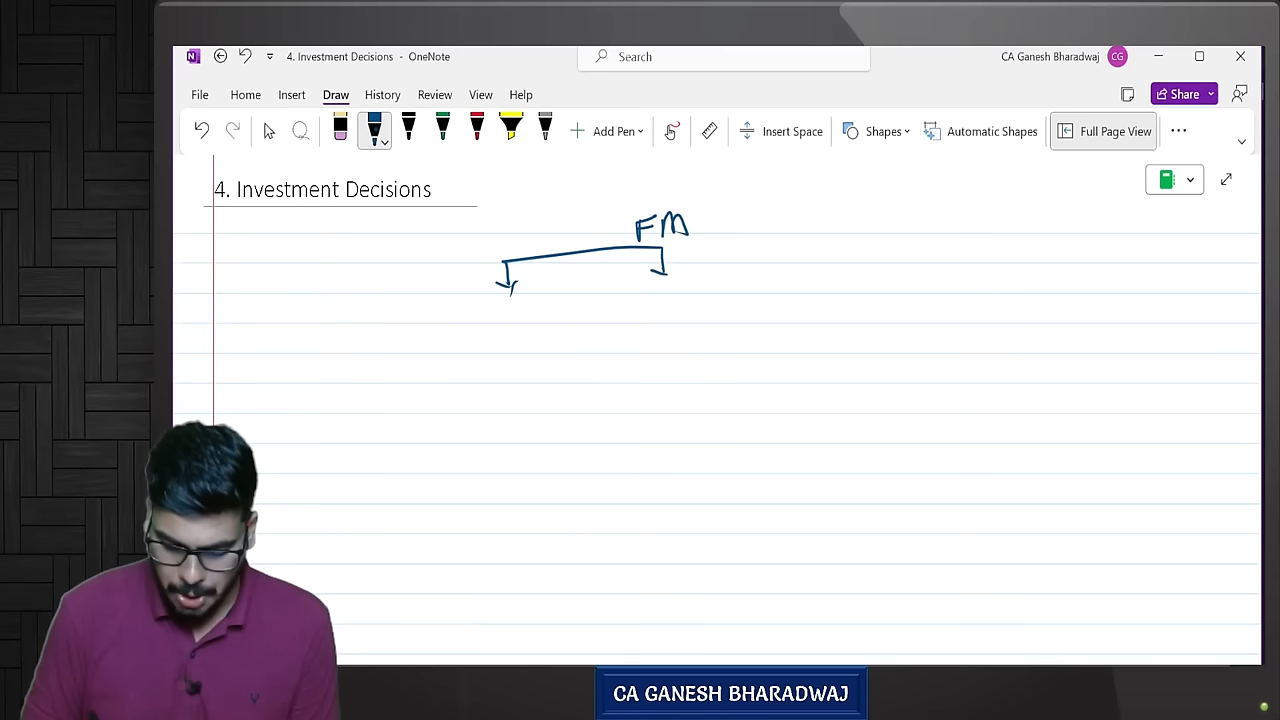 4. Investment Decisions - OneNote
Search
CA Ganesh Bharadwaj CG
File Home Insert Draw History Review View Help
Share
Add Pen
Insert Space
Shapes
Automatic Shapes
Full Page View
4. Investment Decisions
FM
CA GANESH BHARADWAJ